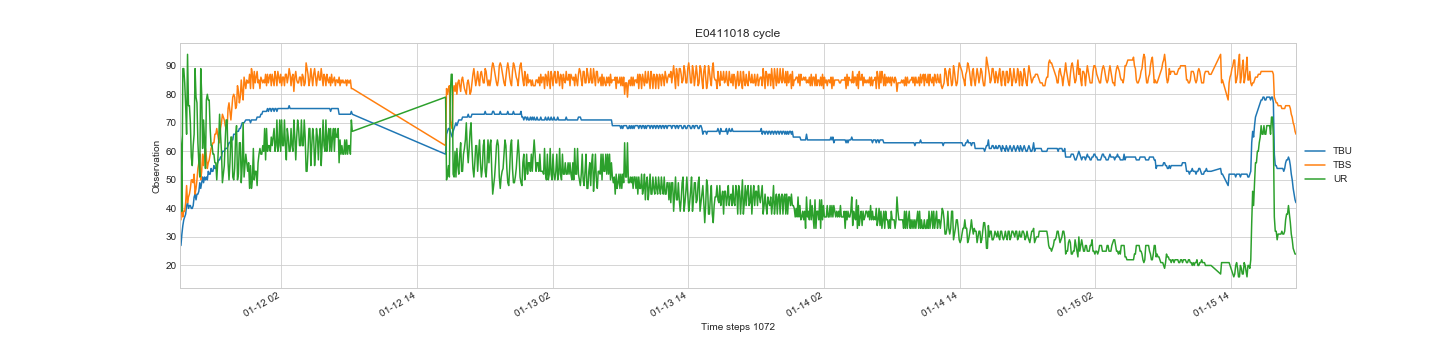 E0411018 cycle
90
80
70
60
50
40
30
20
Observation
01-12 02
01-12 14
01-13 02
01-13 14
01-14 02
01-14 14
01-15 02
01-15 14
Time steps 1072
TBU
TBS
UR